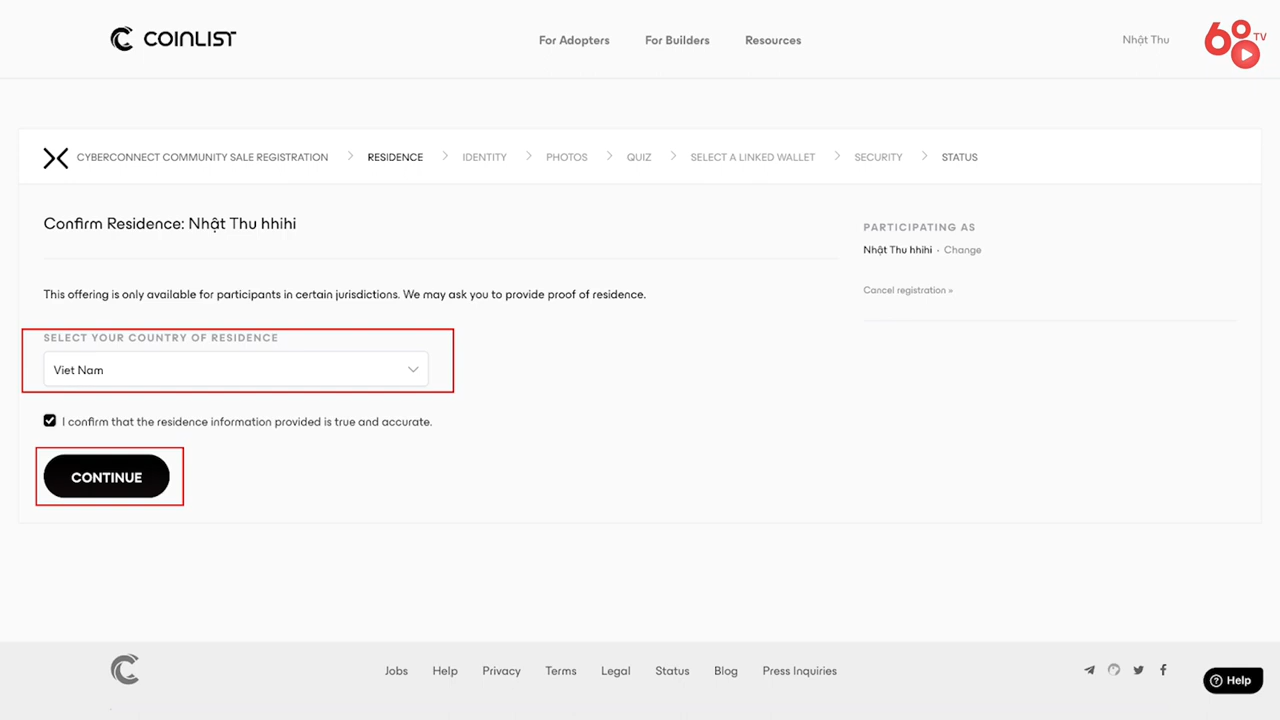 COINLIST
For Adopters
For Builders
Resources
Nhật Thu
68 TV
CYBERCONNECT COMMUNITY SALE REGISTRATION
RESIDENCE
IDENTITY
PHOTOS
QUIZ
SELECT A LINKED WALLET
SECURITY
STATUS
Confirm Residence: Nhật Thu hhihi
This offering is only available for participants in certain jurisdictions. We may ask you to provide proof of residence.
SELECT YOUR COUNTRY OF RESIDENCE
Viet Nam
I confirm that the residence information provided is true and accurate.
CONTINUE
PARTICIPATING AS
Nhật Thu hhihi · Change
Cancel registration »
Jobs
Help
Privacy
Terms
Legal
Status
Blog
Press Inquiries
Help